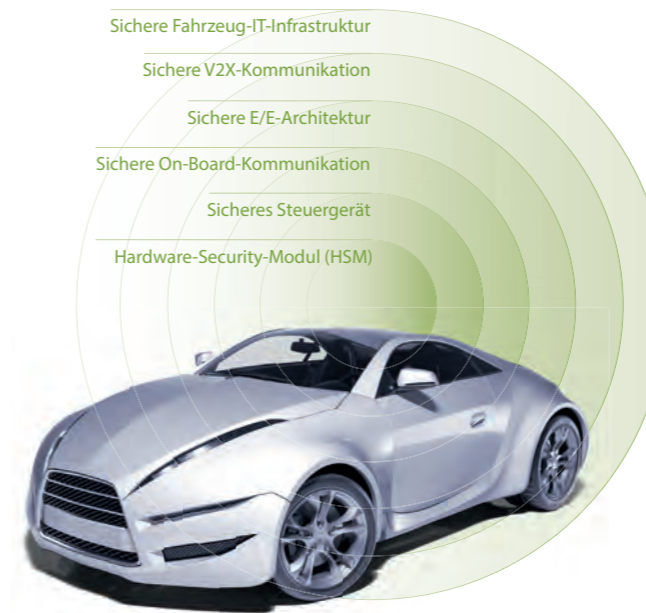 Sichere Fahrzeug-IT-Infrastruktur
Sichere V2X-Kommunikation
Sichere E/E-Architektur
Sichere On-Board-Kommunikation
Sicheres Steuergerät
Hardware-Security-Modul (HSM)